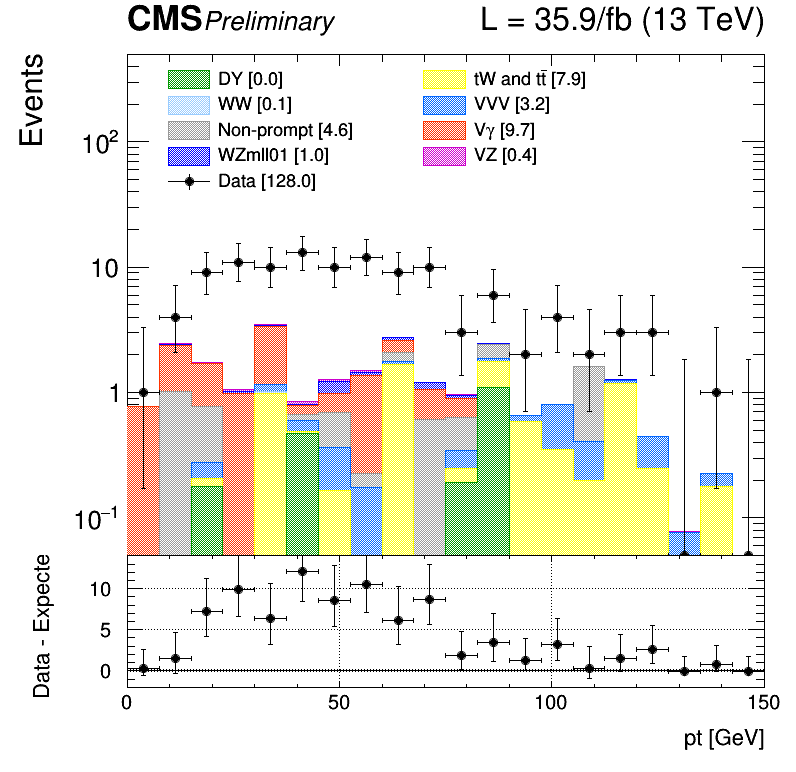 CMS Preliminary L = 35.9/fb (13 TeV)
Events
DY [0.0]
WW [0.1]
Non-prompt [4.6]
WZmll01 [1.0]
Data [128.0]
tW and tt̄ [7.9]
VVV [3.2]
Vγ [9.7]
VZ [0.4]
10²
10
1
10⁻¹
Data - Expecte
10
5
0
0 50 100 150
pt [GeV]